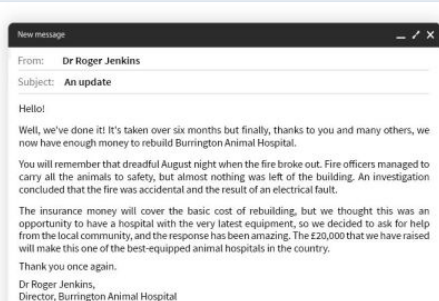 New message
From: Dr Roger Jenkins
Subject: An update
Hello!
Well, we've done it! It's taken over six months but finally, thanks to you and many others, we
now have enough money to rebuild Burrington Animal Hospital.
You will remember that dreadful August night when the fire broke out. Fire officers managed to
carry all the animals to safety, but almost nothing was left of the building. An investigation
concluded that the fire was accidental and the result of an electrical fault.
The insurance money will cover the basic cost of rebuilding, but we thought this was an
opportunity to have a hospital with the very latest equipment, so we decided to ask for help
from the local community, and the response has been amazing. The £20,000 that we have raised
will make this one of the best-equipped animal hospitals in the country.
Thank you once again.
Dr Roger Jenkins,
Director, Burrington Animal Hospital